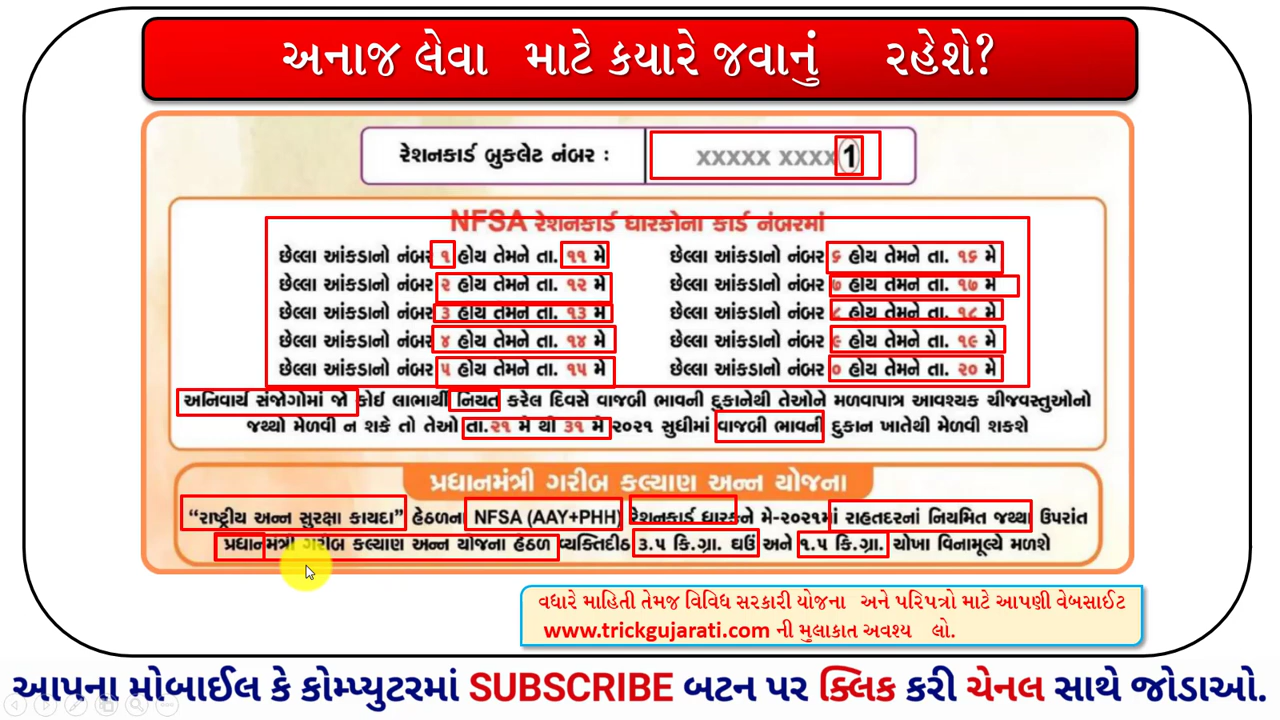 અનાજ લેવા માટે કયારે જવાનું રહેશે?
રેશનકાર્ડ બુકલેટ નંબર : XXXXX XXXX1
NFSA રેશનકાર્ડ ધારકોના કાર્ડ નંબરમાં
છેલ્લા આંકડાનો નંબર ૧ હોય તેમને તા. ૧૧ મે
છેલ્લા આંકડાનો નંબર ૨ હોય તેમને તા. ૧૨ મે
છેલ્લા આંકડાનો નંબર ૩ હોય તેમને તા. ૧૩ મે
છેલ્લા આંકડાનો નંબર ૪ હોય તેમને તા. ૧૪ મે
છેલ્લા આંકડાનો નંબર ૫ હોય તેમને તા. ૧૫ મે
છેલ્લા આંકડાનો નંબર ૬ હોય તેમને તા. ૧૬ મે
છેલ્લા આંકડાનો નંબર ૭ હોય તેમને તા. ૧૭ મે
છેલ્લા આંકડાનો નંબર ૮ હોય તેમને તા. ૧૮ મે
છેલ્લા આંકડાનો નંબર ૯ હોય તેમને તા. ૧૯ મે
છેલ્લા આંકડાનો નંબર ૦ હોય તેમને તા. ૨૦ મે
અનિવાર્ય સંજોગોમાં જો કોઈ લાભાર્થી નિયત કરેલ દિવસે વાજબી ભાવની દુકાનેથી તેઓને મળવાપાત્ર આવશ્યક ચીજવસ્તુઓનો
જથ્થો મેળવી ન શકે તો તેઓ તા.૨૧ મે થી ૩૧ મે ૨૦૨૧ સુધીમાં વાજબી ભાવની દુકાન ખાતેથી મેળવી શકશે
પ્રધાનમંત્રી ગરીબ કલ્યાણ અન્ન યોજના
“રાષ્ટ્રીય અન્ન સુરક્ષા કાયદા” હેઠળના NFSA (AAY+PHH) રેશનકાર્ડ ધારકને મે-૨૦૨૧માં રાહતદરનાં નિયમિત જથ્થા ઉપરાંત
પ્રધાનમંત્રી ગરીબ કલ્યાણ અન્ન યોજના હેઠળ વ્યક્તિદીઠ ૩.૫ કિ.ગ્રા. ઘઉં અને ૧.૫ કિ.ગ્રા. ચોખા વિનામૂલ્યે મળશે
વધારે માહિતી તેમજ વિવિધ સરકારી યોજના અને પરિપત્રો માટે આપણી વેબસાઈટ
www.trickgujarati.com ની મુલાકાત અવશ્ય લો.
આપના મોબાઈલ કે કોમ્પ્યુટરમાં SUBSCRIBE બટન પર ક્લિક કરી ચેનલ સાથે જોડાઓ.